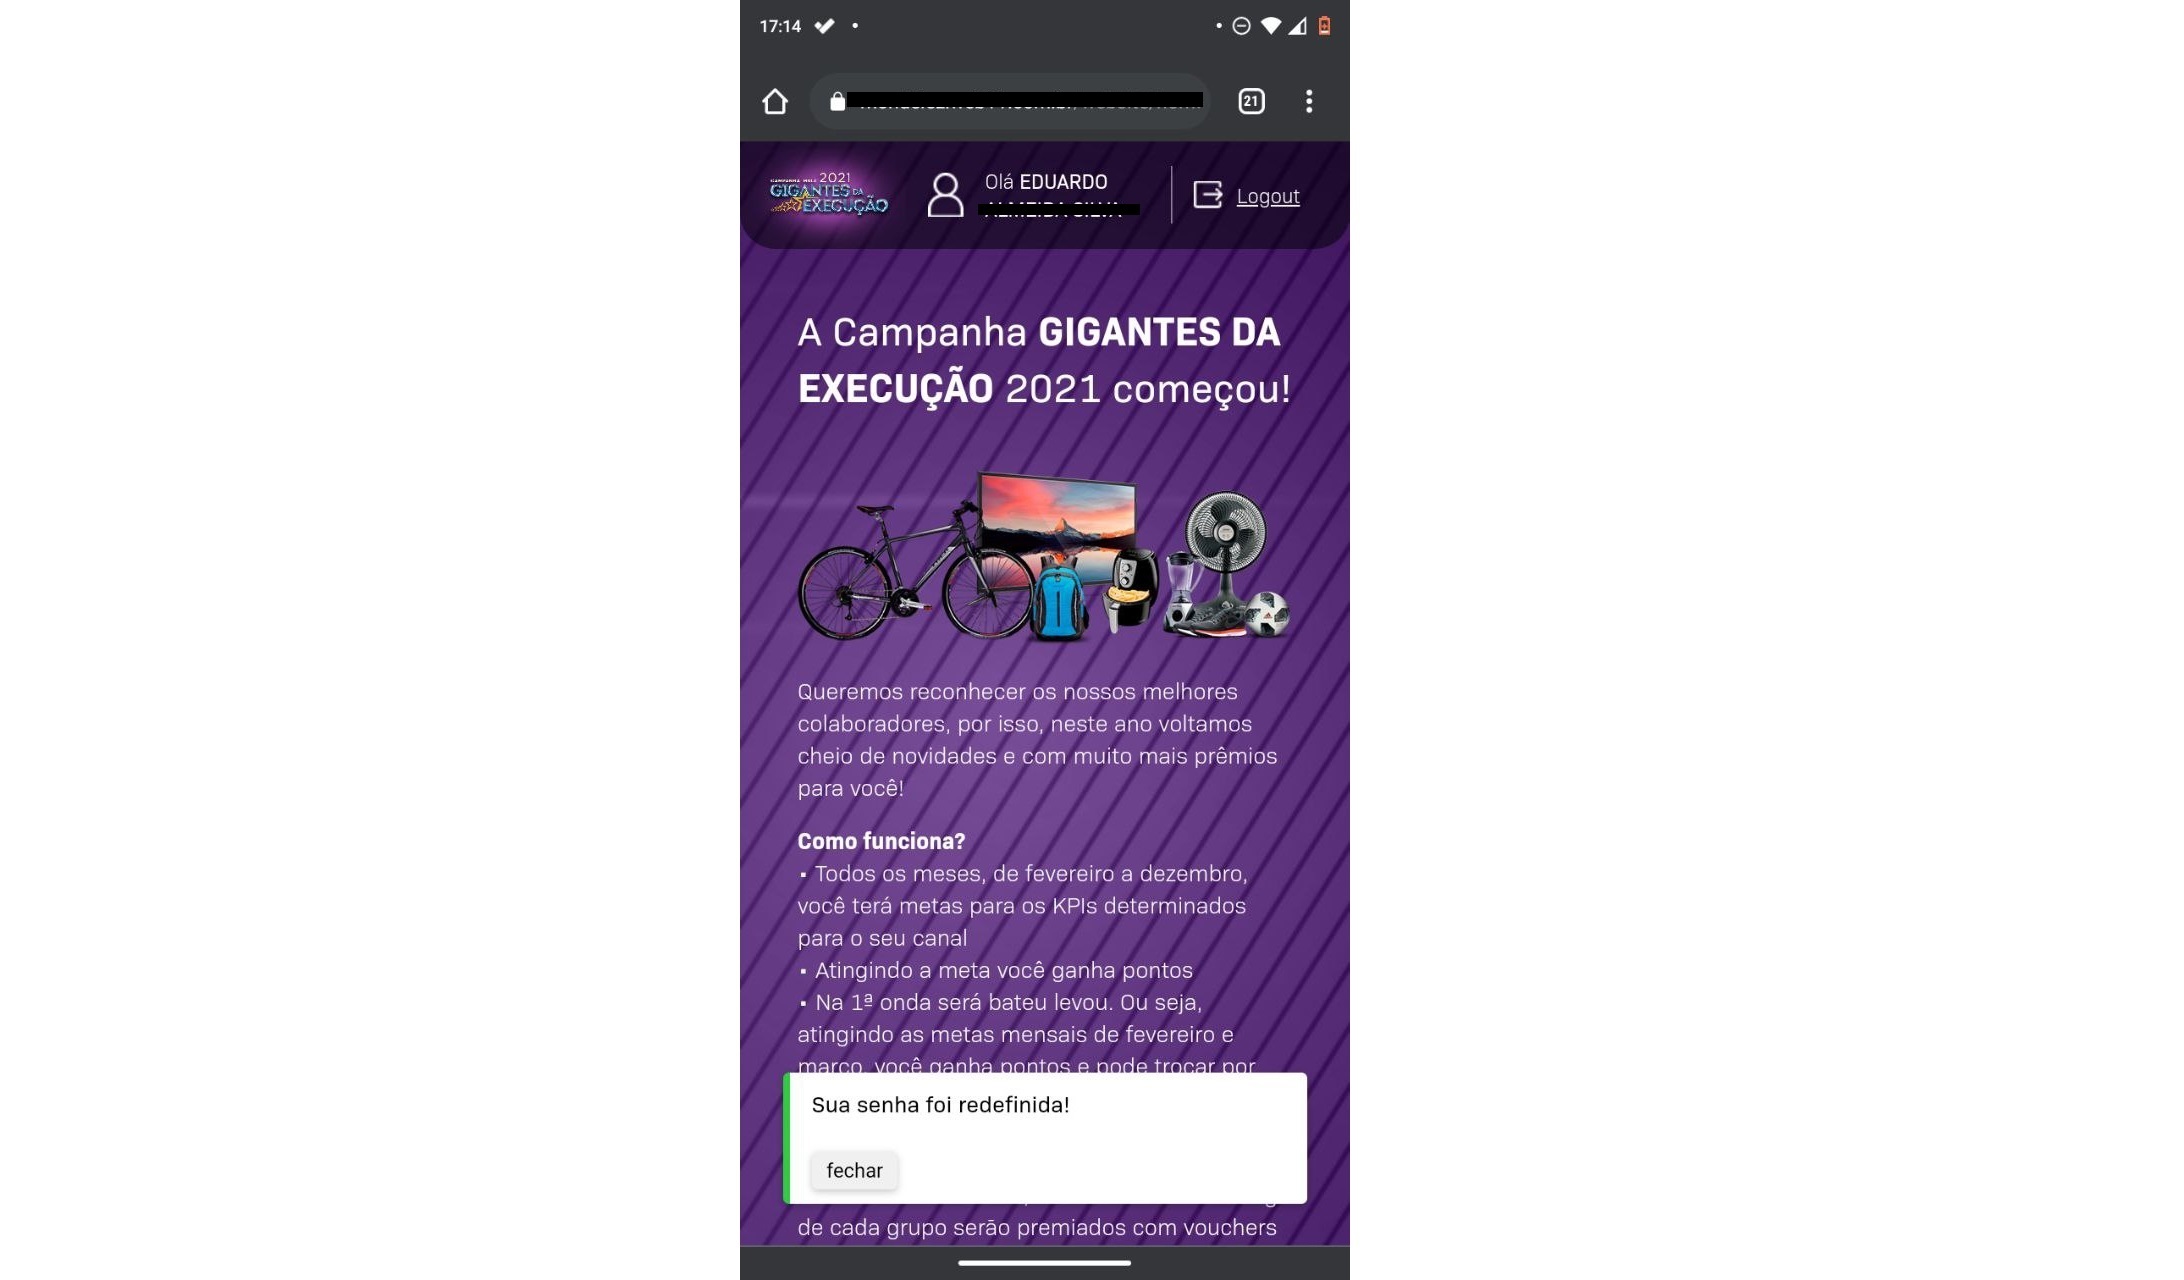 17:14
21
2021
GIGANTES DA
EXECUÇÃO
Olá EDUARDO
Logout
A Campanha GIGANTES DA
EXECUÇÃO 2021 começou!
Queremos reconhecer os nossos melhores
colaboradores, por isso, neste ano voltamos
cheio de novidades e com muito mais prêmios
para você!
Como funciona?
• Todos os meses, de fevereiro a dezembro,
você terá metas para os KPIs determinados
para o seu canal
• Atingindo a meta você ganha pontos
• Na 1ª onda será bateu levou. Ou seja,
atingindo as metas mensais de fevereiro e
março, você ganha pontos e pode trocar por
Sua senha foi redefinida!
fechar
de cada grupo serão premiados com vouchers